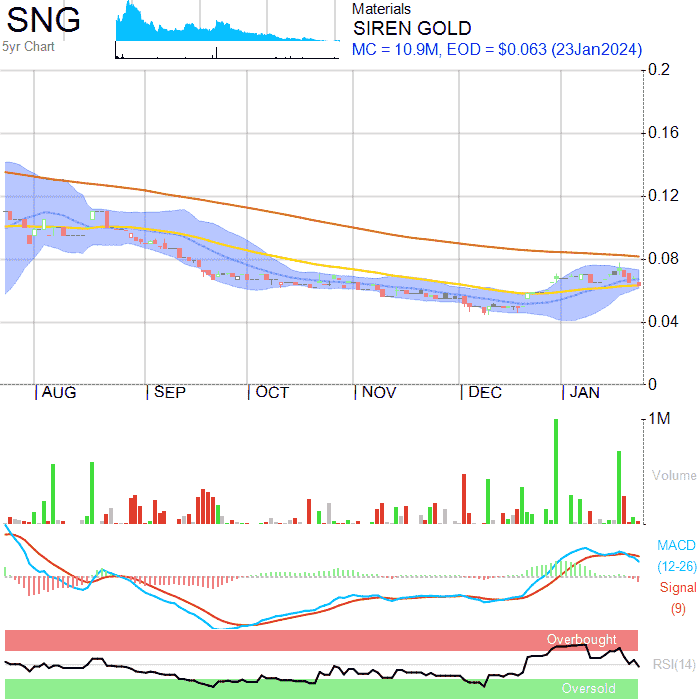 SNG
5yr Chart
Materials
SIREN GOLD
MC = 10.9M, EOD = $0.063 (23Jan2024)
0.2
0.16
0.12
0.08
0.04
0
AUG SEP OCT NOV DEC JAN
1M
Volume
MACD
(12-26)
Signal
(9)
Overbought
RSI(14)
Oversold